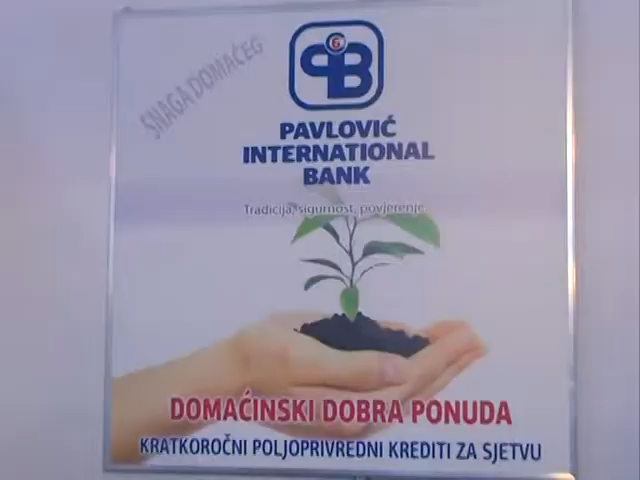 SNAGA DOMAĆEG
PAVLOVIĆ
INTERNATIONAL
BANK
Tradicija, sigurnost, povjerenje
DOMAĆINSKI DOBRA PONUDA
KRATKOROČNI POLJOPRIVREDNI KREDITI ZA SJETVU